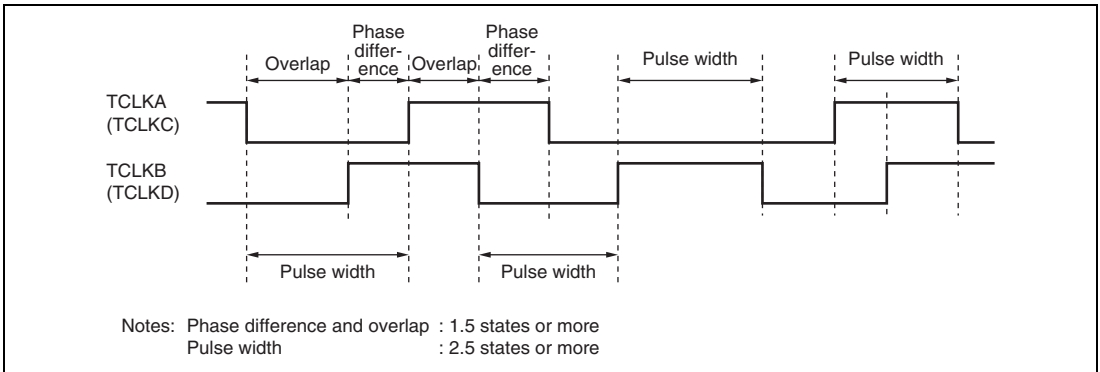 Phase
differ-
ence
Phase
differ-
ence
Overlap
Overlap
Pulse width
Pulse width
TCLKA
(TCLKC)
TCLKB
(TCLKD)
Pulse width
Pulse width
Notes: Phase difference and overlap : 1.5 states or more
Pulse width : 2.5 states or more